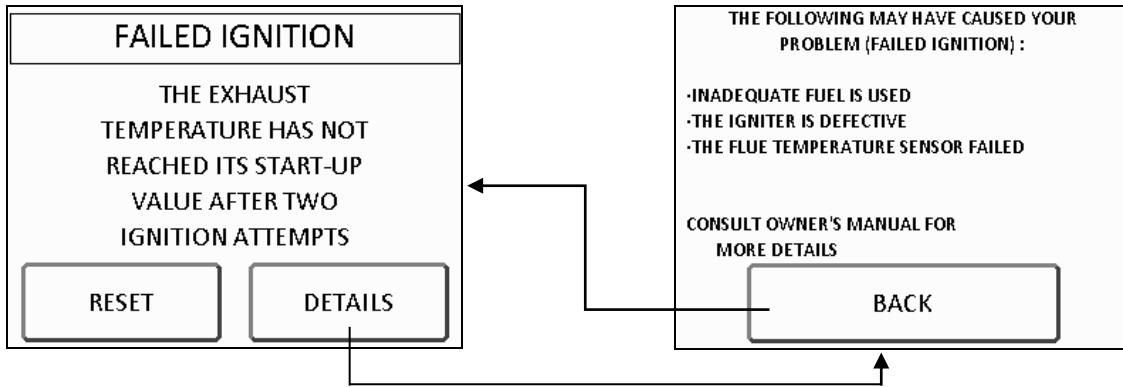 FAILED IGNITION
THE EXHAUST
TEMPERATURE HAS NOT
REACHED ITS START-UP
VALUE AFTER TWO
IGNITION ATTEMPTS
RESET
DETAILS
THE FOLLOWING MAY HAVE CAUSED YOUR
PROBLEM (FAILED IGNITION) :
·INADEQUATE FUEL IS USED
·THE IGNITER IS DEFECTIVE
·THE FLUE TEMPERATURE SENSOR FAILED
CONSULT OWNER'S MANUAL FOR
MORE DETAILS
BACK